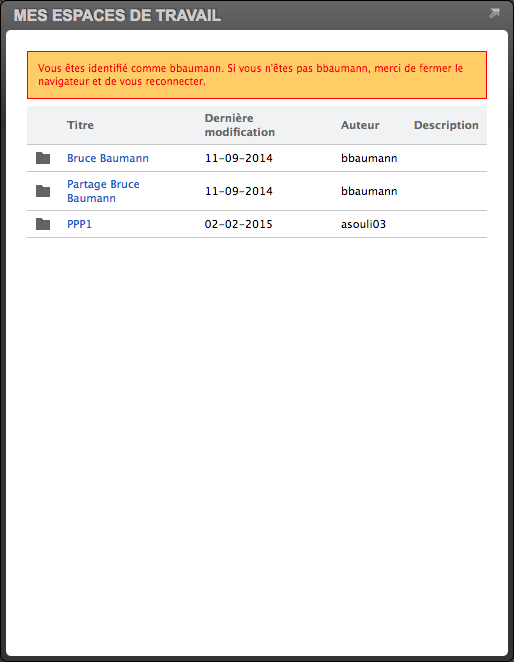 MES ESPACES DE TRAVAIL
Vous êtes identifié comme bbaumann. Si vous n'êtes pas bbaumann, merci de fermer le
navigateur et de vous reconnecter.
Titre Dernière modification Auteur Description
Bruce Baumann 11-09-2014 bbaumann
Partage Bruce Baumann 11-09-2014 bbaumann
PPP1 02-02-2015 asouli03